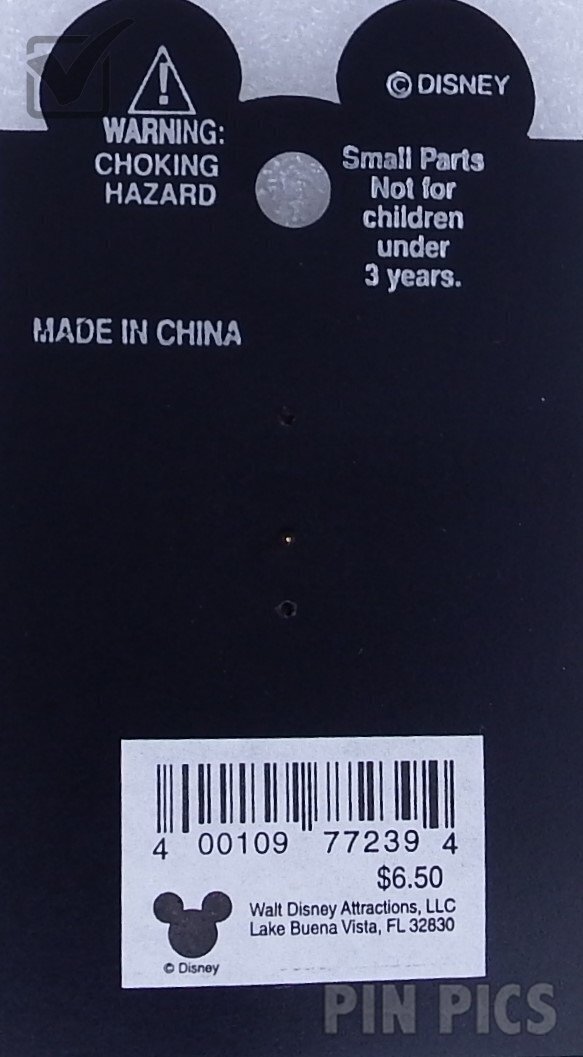 WARNING:
CHOKING
HAZARD
© DISNEY
Small Parts
Not for
children
under
3 years.
MADE IN CHINA
4 00109 77239 4
$6.50
Walt Disney Attractions, LLC
Lake Buena Vista, FL 32830
© Disney
PIN PICS